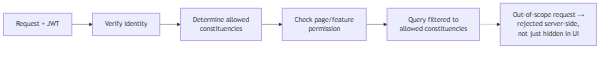 Request + JWT
Verify identity
Determine allowed
constituencies
Check page/feature
permission
Query filtered to
allowed constituencies
Out-of-scope request →
rejected server-side,
not just hidden in UI